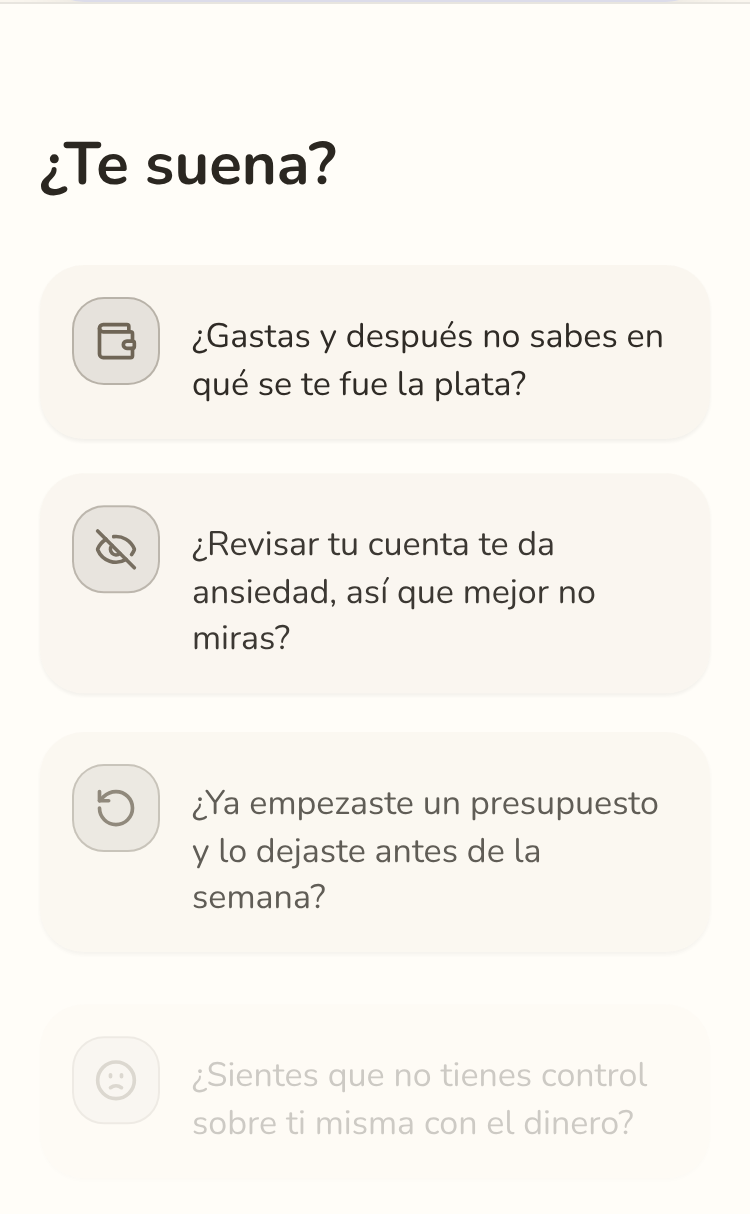 ¿Te suena?
¿Gastas y después no sabes en
qué se te fue la plata?
¿Revisar tu cuenta te da
ansiedad, así que mejor no
miras?
¿Ya empezaste un presupuesto
y lo dejaste antes de la
semana?
¿Sientes que no tienes control
sobre ti misma con el dinero?